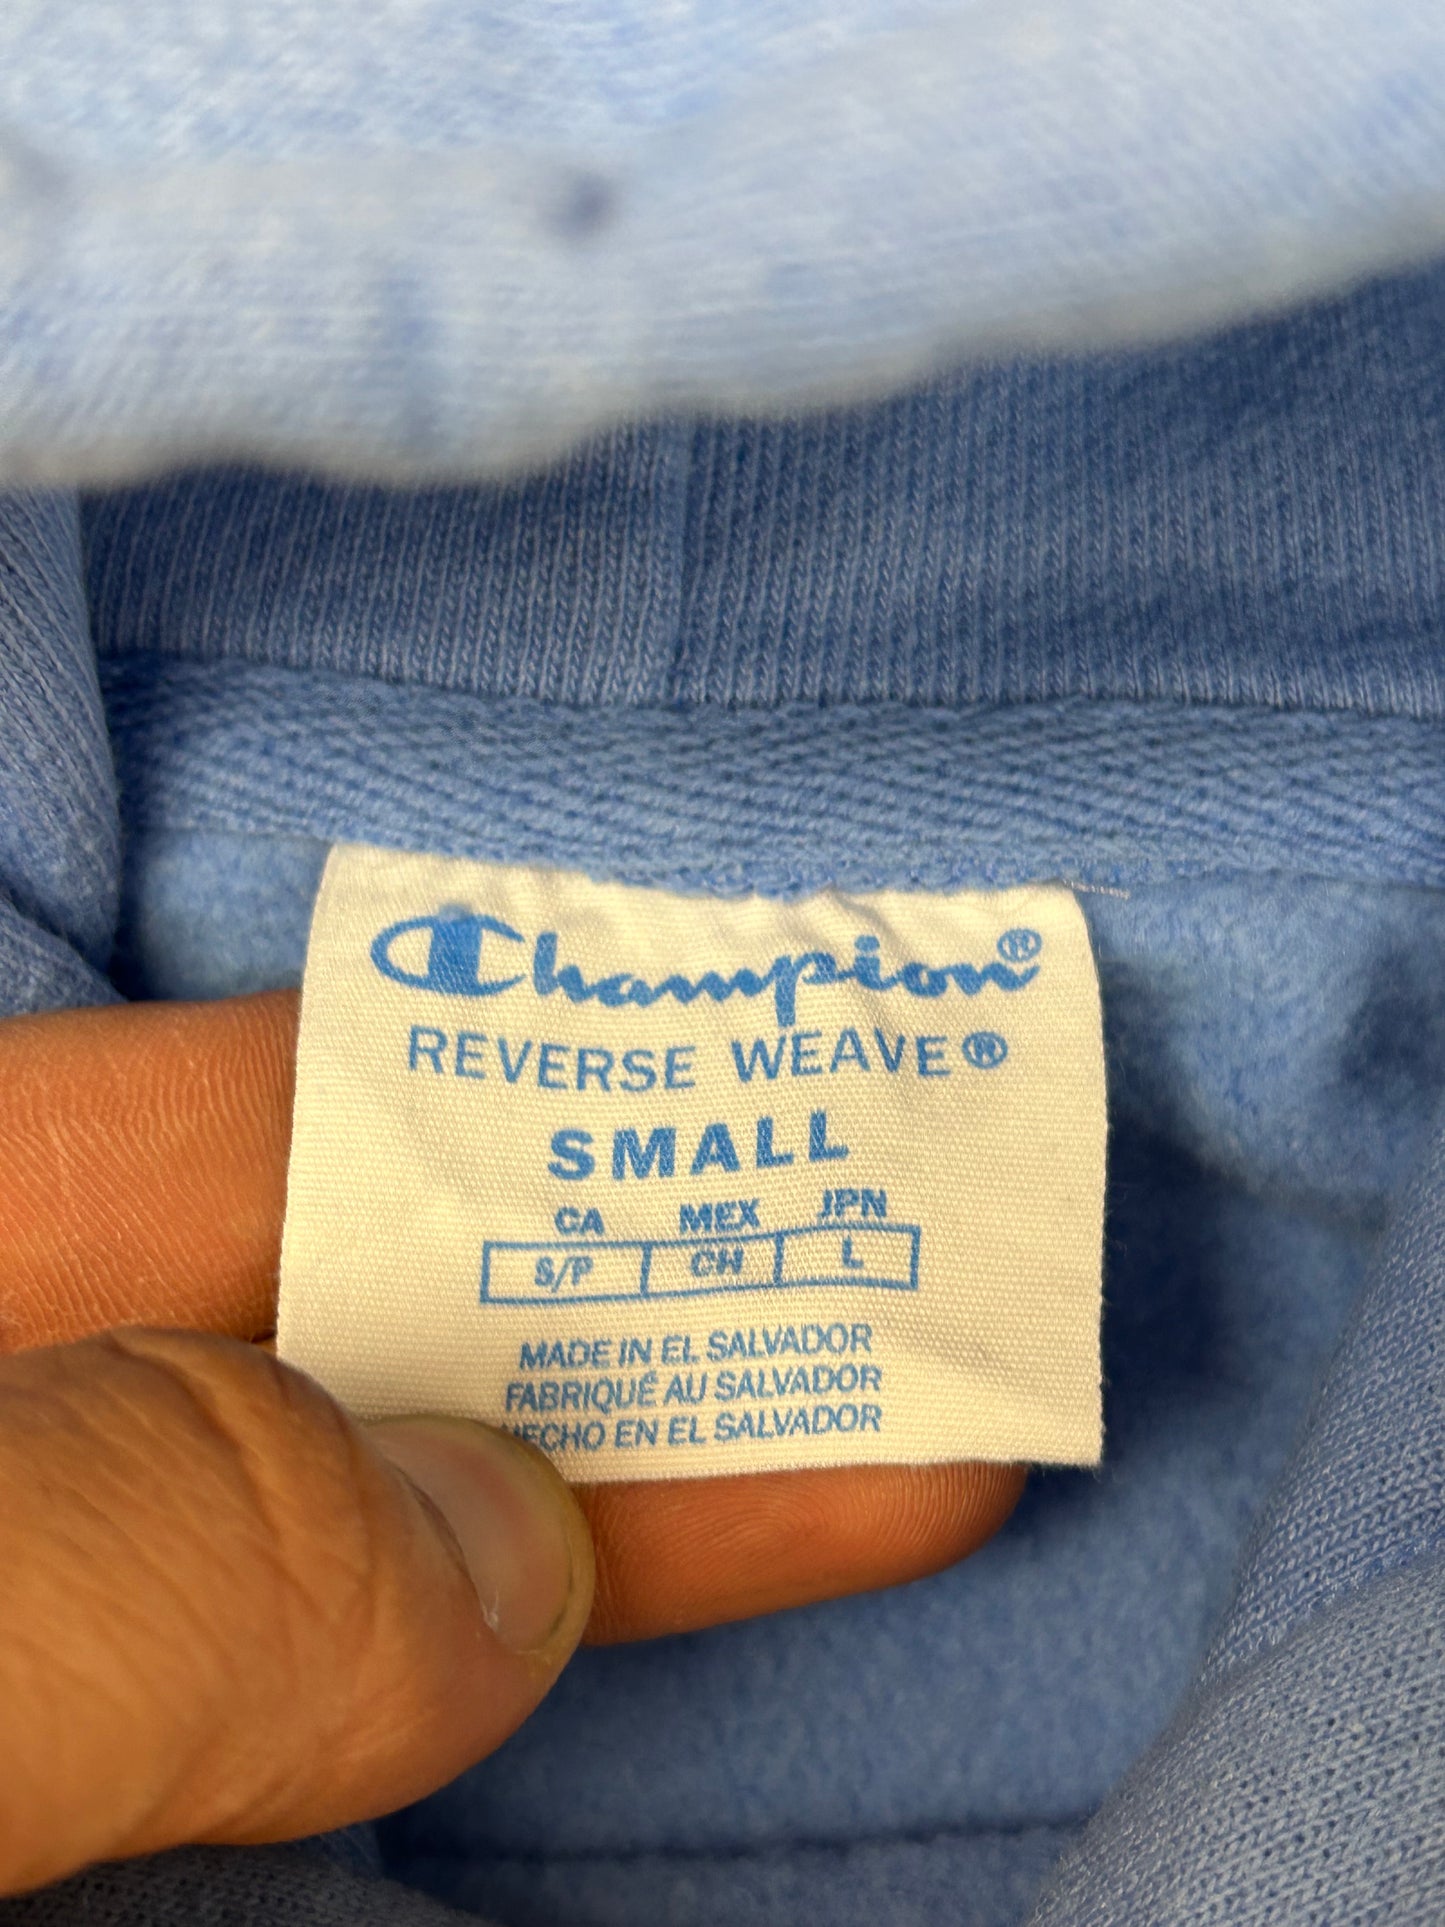 Champion®
REVERSE WEAVE®
SMALL
CA MEX JPN
S/P CH L
MADE IN EL SALVADOR
FABRIQUÉ AU SALVADOR
HECHO EN EL SALVADOR